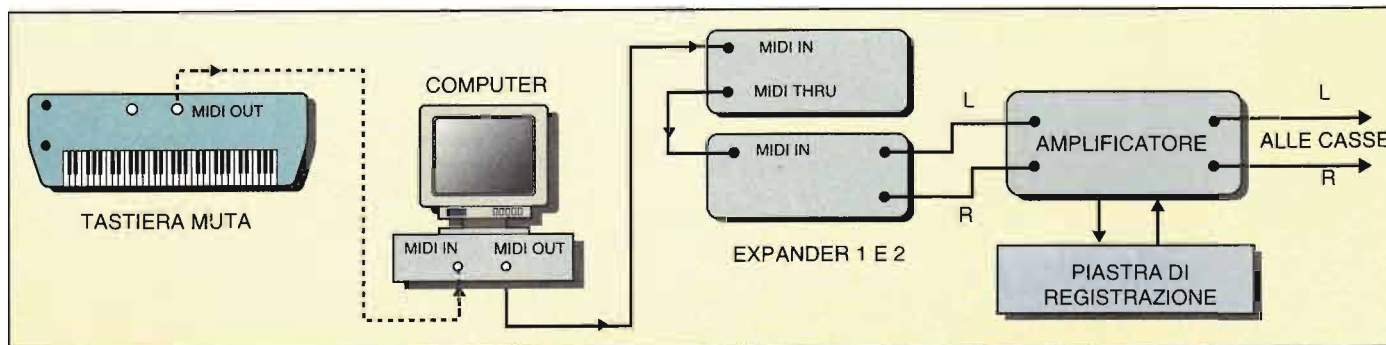 MIDI OUT
TASTIERA MUTA
COMPUTER
MIDI IN
MIDI OUT
MIDI IN
MIDI THRU
MIDI IN
EXPANDER 1 E 2
L
R
AMPLIFICATORE
L
ALLE CASSE
R
PIASTRA DI
REGISTRAZIONE